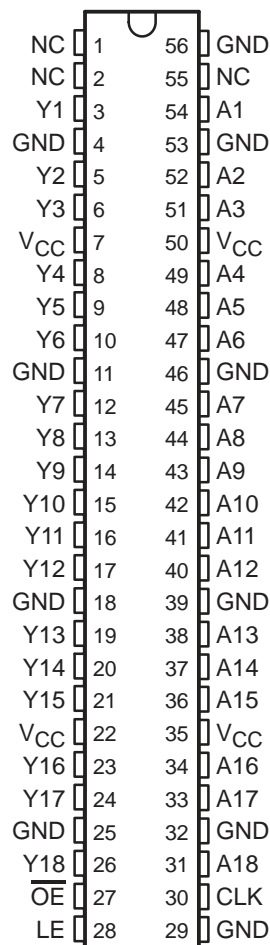 NC 1 56 GND
NC 2 55 NC
Y1 3 54 A1
GND 4 53 GND
Y2 5 52 A2
Y3 6 51 A3
VCC 7 50 VCC
Y4 8 49 A4
Y5 9 48 A5
Y6 10 47 A6
GND 11 46 GND
Y7 12 45 A7
Y8 13 44 A8
Y9 14 43 A9
Y10 15 42 A10
Y11 16 41 A11
Y12 17 40 A12
GND 18 39 GND
Y13 19 38 A13
Y14 20 37 A14
Y15 21 36 A15
VCC 22 35 VCC
Y16 23 34 A16
Y17 24 33 A17
GND 25 32 GND
Y18 26 31 A18
O̅E̅ 27 30 CLK
LE 28 29 GND